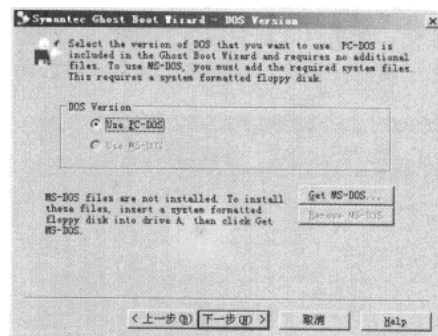 Symantec Ghost Boot Wizard - DOS Version
Select the version of DOS that you want to use. PC-DOS is
included in the Ghost Boot Wizard and requires no additional
files. To use MS-DOS, you must add the required system files.
This requires a system formatted floppy disk.
DOS Version
Use PC-DOS
Use MS-DOS
MS-DOS files are not installed. To install
these files, insert a system formatted
floppy disk into drive A, then click Get
MS-DOS.
Get MS-DOS...
Remove MS-DOS
< 上一步(B) 下一步(N) > 取消 Help